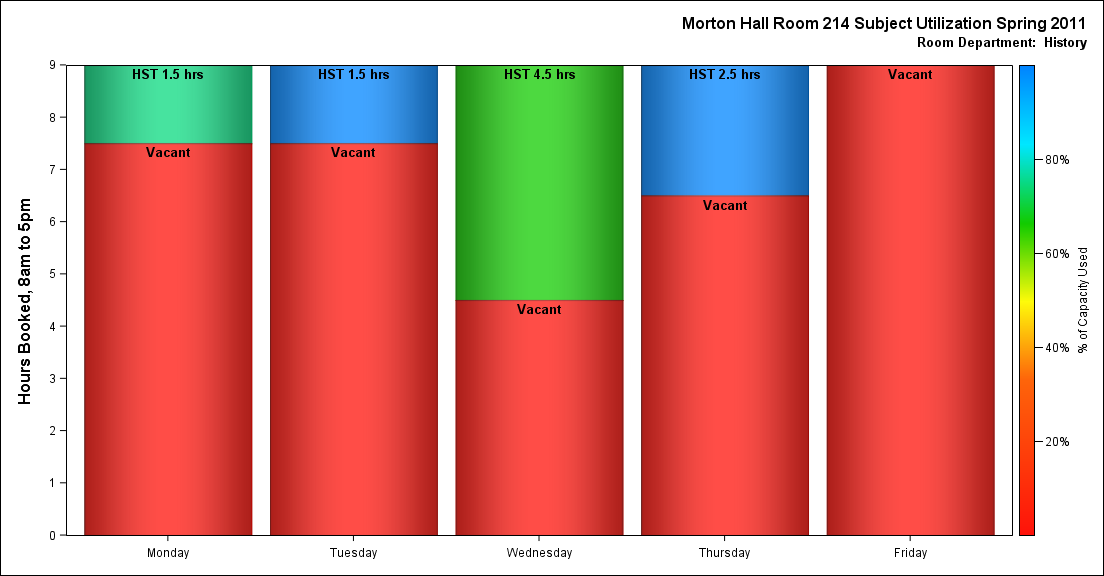 Morton Hall Room 214 Subject Utilization Spring 2011
Room Department:  History
Hours Booked, 8am to 5pm
9
8
7
6
5
4
3
2
1
0
HST 1.5 hrs
Vacant
HST 1.5 hrs
Vacant
HST 4.5 hrs
Vacant
HST 2.5 hrs
Vacant
Vacant
Monday
Tuesday
Wednesday
Thursday
Friday
80%
60%
40%
20%
% of Capacity Used